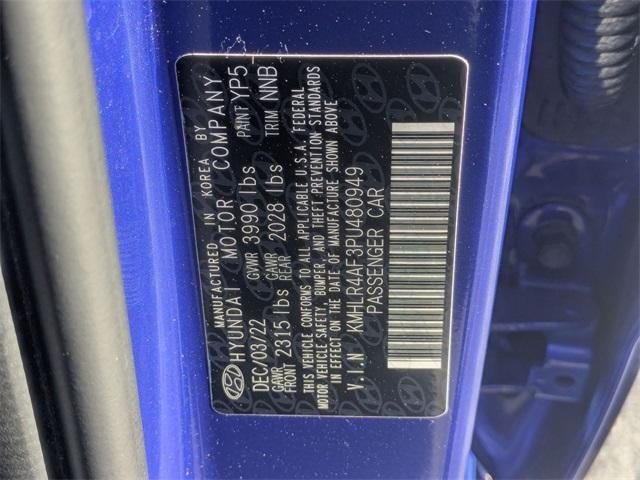 MANUFACTURED IN KOREA BY
HYUNDAI MOTOR COMPANY
DEC/03/22 GVWR 3990 lbs PAINT YP5
GAWR FRONT 2315 lbs GAWR REAR 2028 lbs TRIM NNB
THIS VEHICLE CONFORMS TO ALL APPLICABLE U.S.A. FEDERAL
MOTOR VEHICLE SAFETY, BUMPER, AND THEFT PREVENTION STANDARDS
IN EFFECT ON THE DATE OF MANUFACTURE SHOWN ABOVE
V.I.N KMHLR4AF3PU480949
PASSENGER CAR